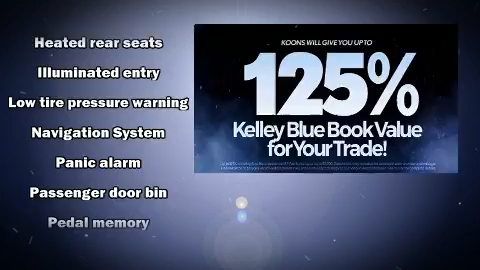 Heated rear seats
Illuminated entry
Low tire pressure warning
Navigation System
Panic alarm
Passenger door bin
Pedal memory
KOONS WILL GIVE YOU UP TO
125%
Kelley Blue Book Value
for Your Trade!